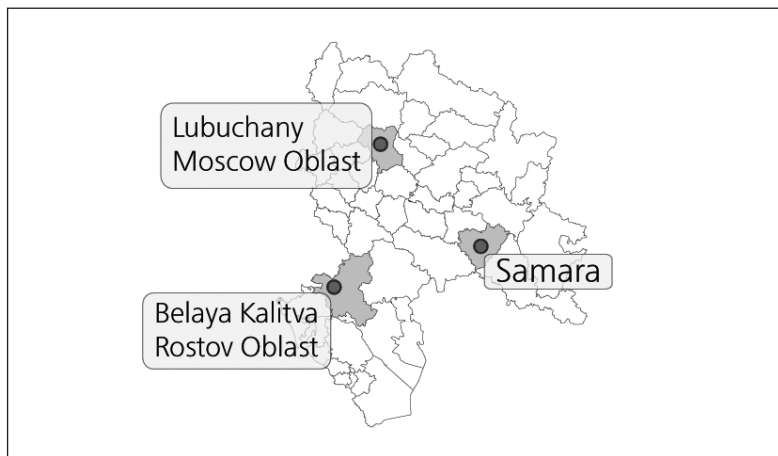 Lubuchany
Moscow Oblast
Samara
Belaya Kalitva
Rostov Oblast